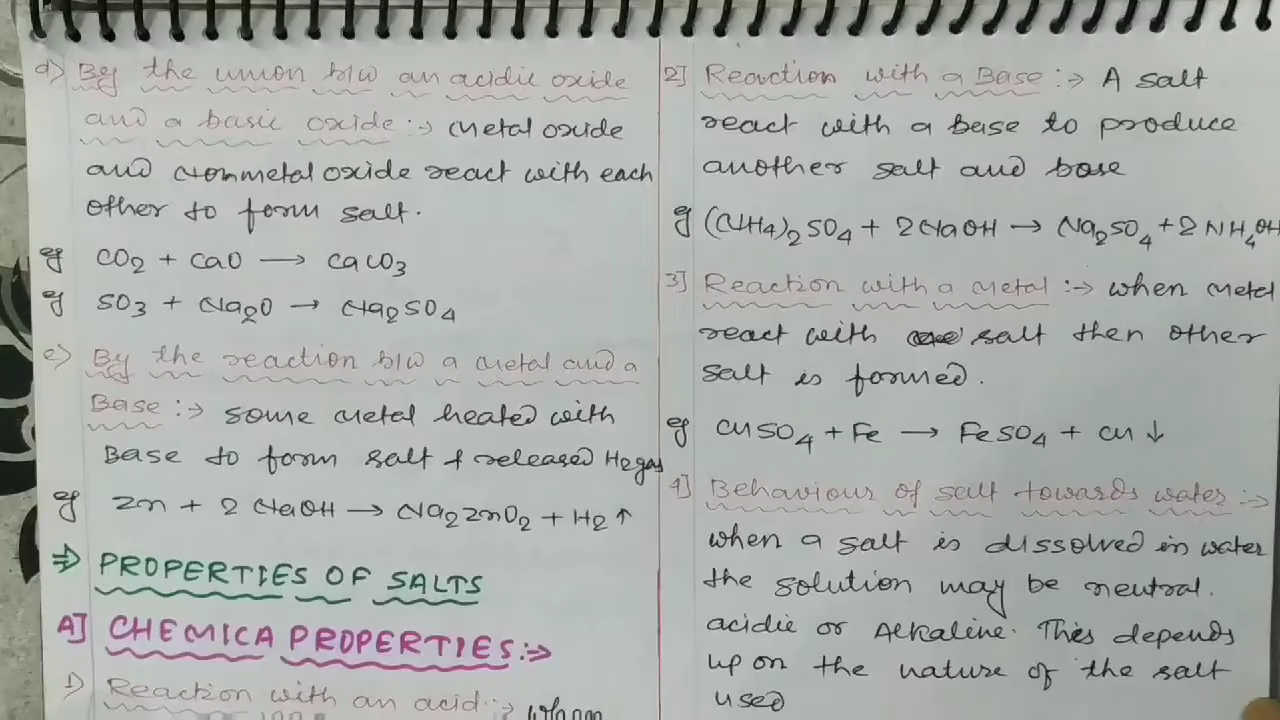 d) By the union b/w an acidic oxide
and a basic oxide :→ Metal oxide
and Nonmetal oxide react with each
other to form salt.
eg CO2 + CaO → CaCO3
eg SO3 + Na2O → Na2SO4
e) By the reaction b/w a Metal and a
Base :→ Some Metal heated with
Base to form salt & released H2 gas
eg Zn + 2 NaOH → Na2ZnO2 + H2 ↑
⇒ PROPERTIES OF SALTS
A] CHEMICA PROPERTIES :→
1) Reaction with an acid :→ when
2] Reaction with a Base :→ A salt
react with a base to produce
another salt and base
eg (NH4)2SO4 + 2NaOH → Na2SO4 + 2NH4OH
3] Reaction with a Metal :→ when Metal
react with salt then other
salt is formed.
eg CuSO4 + Fe → FeSO4 + Cu ↓
4] Behaviour of salt towards water :→
when a salt is dissolved in water
the solution may be neutral.
acidic or Alkaline. This depends
up on the nature of the salt
used